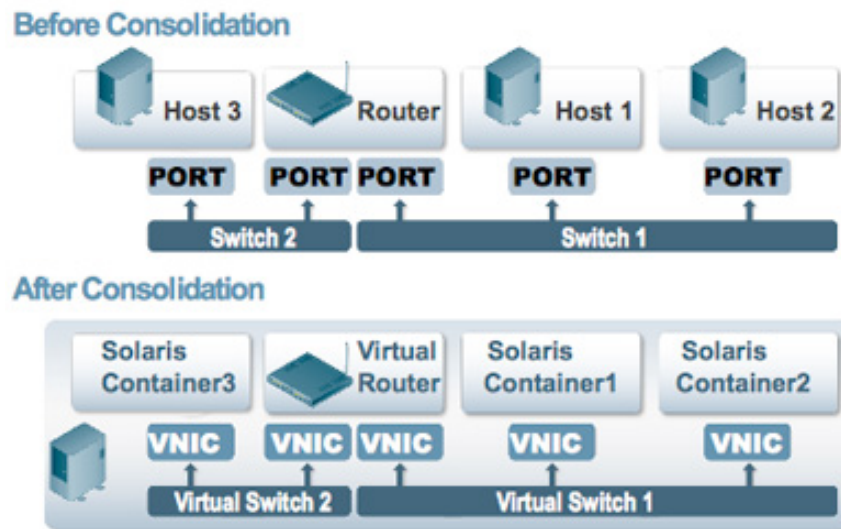 Before Consolidation
Host 3
Router
Host 1
Host 2
PORT
PORT
PORT
PORT
PORT
Switch 2
Switch 1
After Consolidation
Solaris
Container3
Virtual
Router
Solaris
Container1
Solaris
Container2
VNIC
VNIC
VNIC
VNIC
VNIC
Virtual Switch 2
Virtual Switch 1